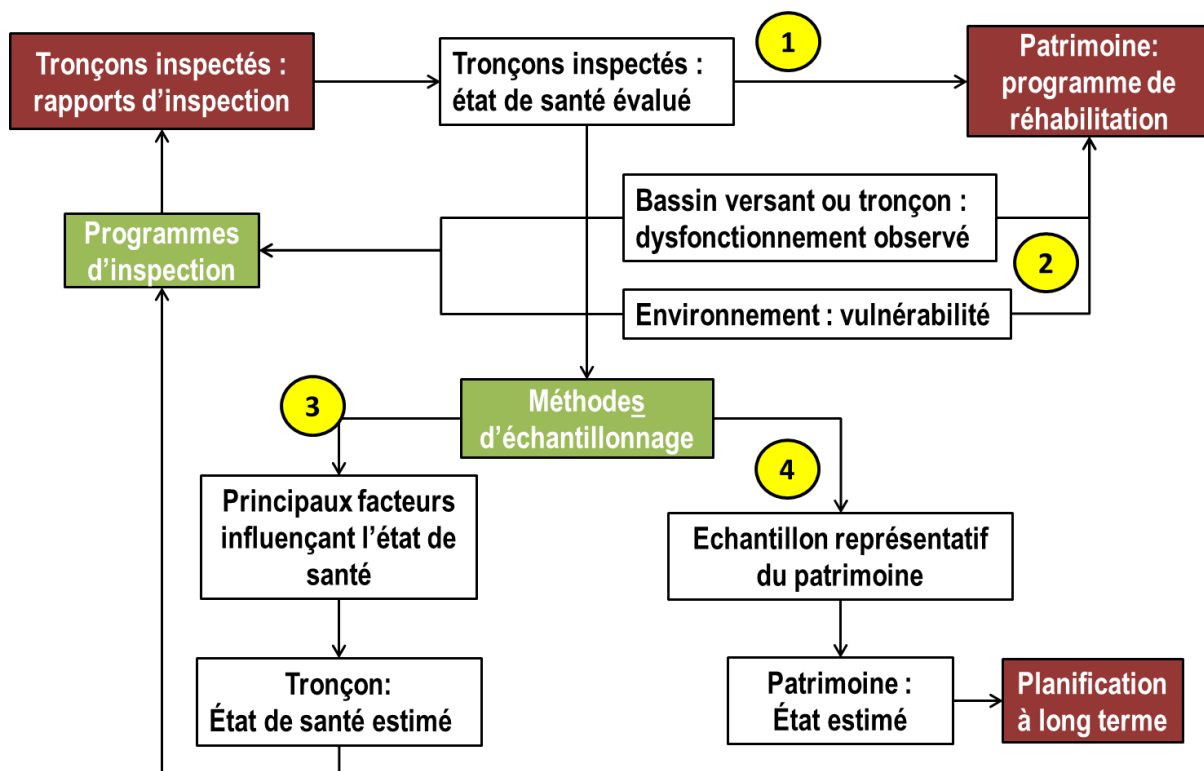 Tronçons inspectés :
rapports d'inspection
Tronçons inspectés :
état de santé évalué
1
Patrimoine:
programme de
réhabilitation
Programmes
d'inspection
Bassin versant ou tronçon :
dysfonctionnement observé
2
Environnement : vulnérabilité
3
Méthodes
d'échantillonnage
4
Principaux facteurs
influençant l'état de
santé
Echantillon représentatif
du patrimoine
Tronçon:
État de santé estimé
Patrimoine :
État estimé
Planification
à long terme